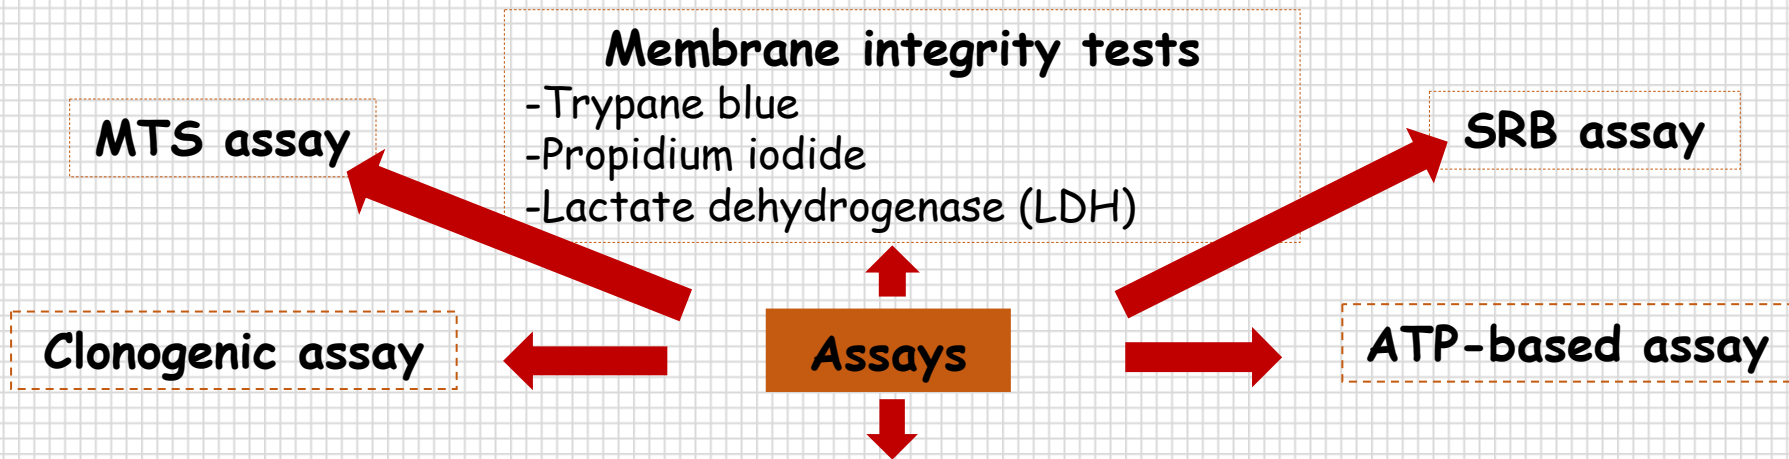 Membrane integrity tests
-Trypane blue
-Propidium iodide
-Lactate dehydrogenase (LDH)
MTS assay
SRB assay
Clonogenic assay
Assays
ATP-based assay